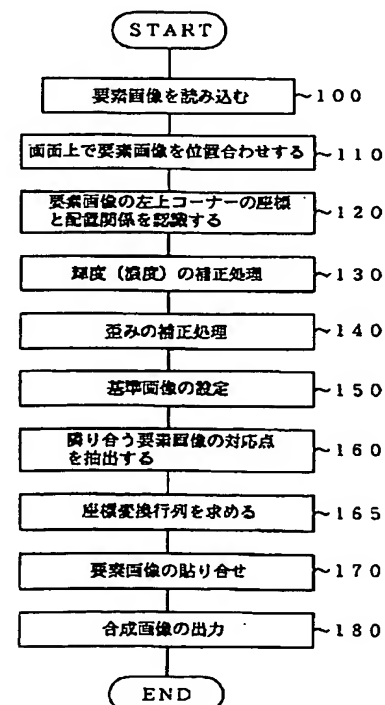 START
要素画像を読み込む ~100
画面上で要素画像を位置合わせする ~110
要素画像の左上コーナーの座標
と配置関係を認識する ~120
輝度（濃度）の補正処理 ~130
歪みの補正処理 ~140
基準画像の設定 ~150
隣り合う要素画像の対応点
を抽出する ~160
座標変換行列を求める ~165
要素画像の貼り合せ ~170
合成画像の出力 ~180
END